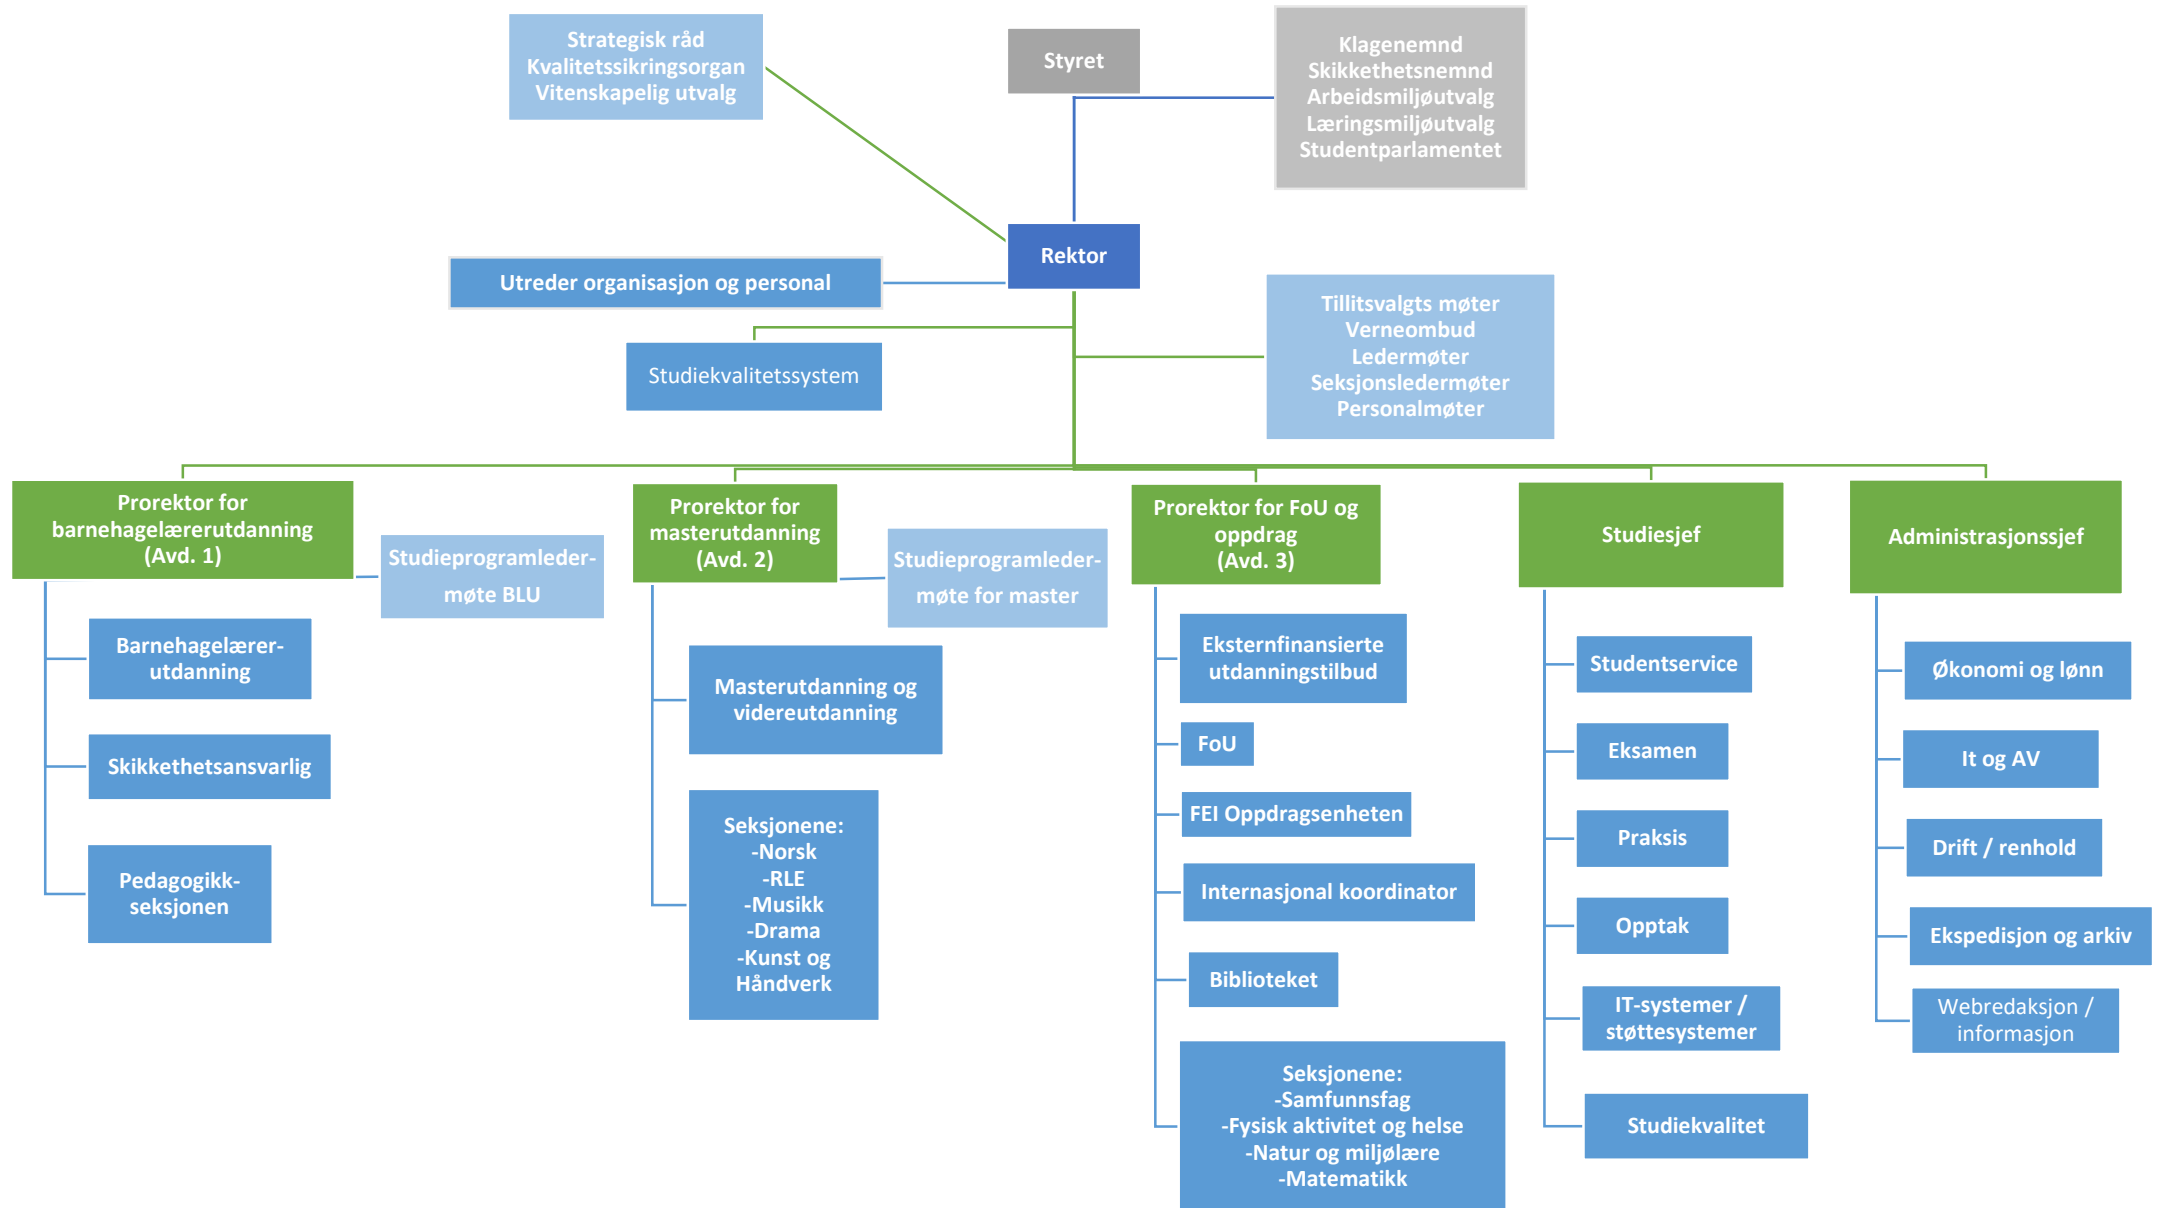 Strategisk råd
Kvalitetssikringsorgan
Vitenskapelig utvalg
Styret
Klagenemnd
Skikkethetsnemnd
Arbeidsmiljøutvalg
Læringsmiljøutvalg
Studentparlamentet
Rektor
Utreder organisasjon og personal
Studiekvalitetssystem
Tillitsvalgts møter
Verneombud
Ledermøter
Seksjonsledermøter
Personalmøter
Prorektor for
barnehagelærerutdanning
(Avd. 1)
Studieprogramleder-
møte BLU
Barnehagelærer-
utdanning
Skikkethetsansvarlig
Pedagogikk-
seksjonen
Prorektor for
masterutdanning
(Avd. 2)
Studieprogramleder-
møte for master
Masterutdanning og
videreutdanning
Seksjonene:
-Norsk
-RLE
-Musikk
-Drama
-Kunst og
Håndverk
Prorektor for FoU og
oppdrag
(Avd. 3)
Eksternfinansierte
utdanningstilbud
FoU
FEI Oppdragsenheten
Internasjonal koordinator
Biblioteket
Seksjonene:
-Samfunnsfag
-Fysisk aktivitet og helse
-Natur og miljølære
-Matematikk
Studiesjef
Studentservice
Eksamen
Praksis
Opptak
IT-systemer /
støttesystemer
Studiekvalitet
Administrasjonssjef
Økonomi og lønn
It og AV
Drift / renhold
Ekspedisjon og arkiv
Webredaksjon /
informasjon